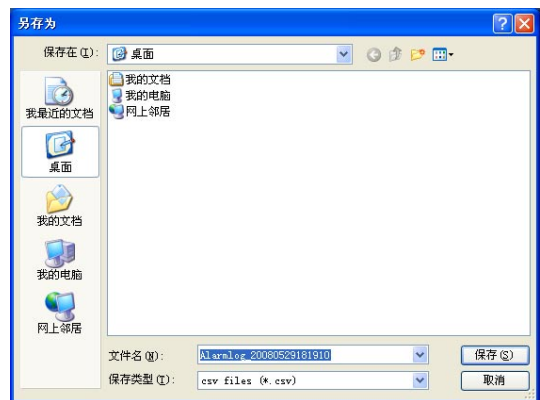 另存为
保存在(I):
桌面
我最近的文档
桌面
我的文档
我的电脑
网上邻居
我的文档
我的电脑
网上邻居
文件名(N):
Alarmlog_20080529181910
保存(S)
保存类型(T):
csv files (*.csv)
取消